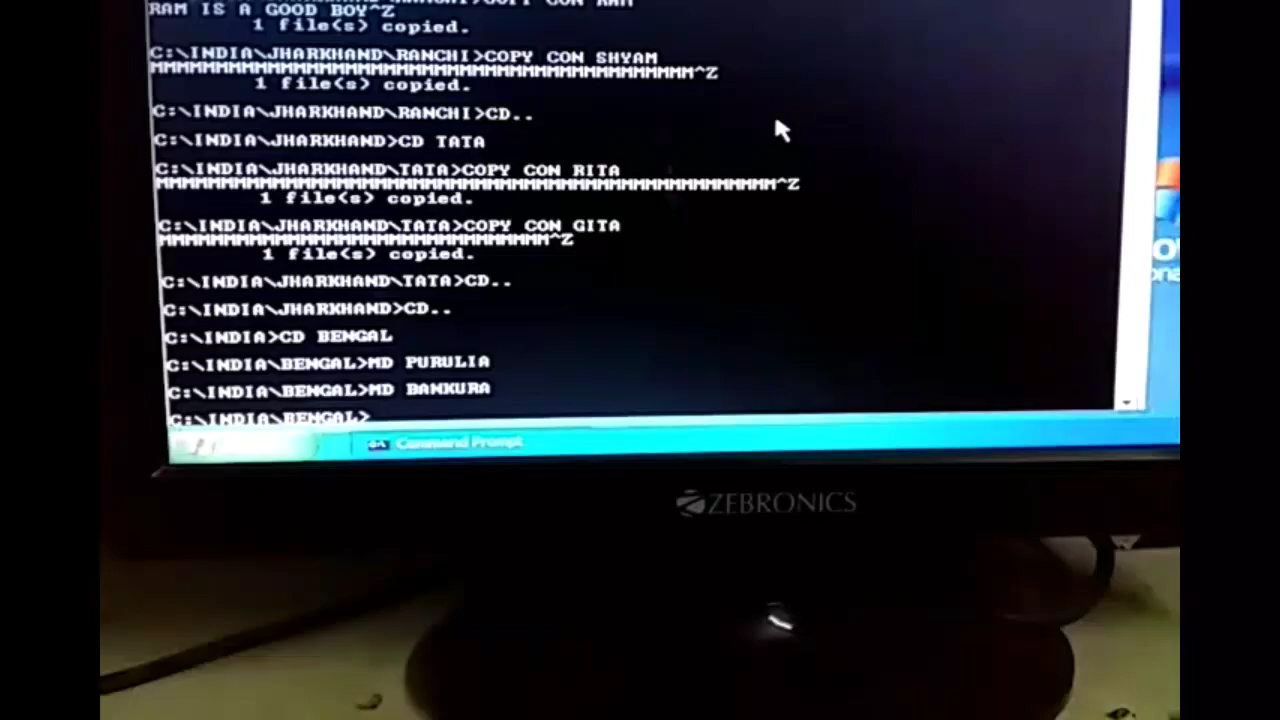 RAM IS A GOOD BOY^Z
1 file(s) copied.
C:\INDIA\JHARKHAND\RANCHI>COPY CON SHYAM
MMMMMMMMMMMMMMMMMMMMMMMMMMMMMMMMMMMMMMMMMMM^Z
1 file(s) copied.
C:\INDIA\JHARKHAND\RANCHI>CD..
C:\INDIA\JHARKHAND>CD TATA
C:\INDIA\JHARKHAND\TATA>COPY CON RITA
MMMMMMMMMMMMMMMMMMMMMMMMMMMMMMMMMMMMMMMMMMMMMMMMMM^Z
1 file(s) copied.
C:\INDIA\JHARKHAND\TATA>COPY CON GITA
MMMMMMMMMMMMMMMMMMMMMMMMMMMMMMM^Z
1 file(s) copied.
C:\INDIA\JHARKHAND\TATA>CD..
C:\INDIA\JHARKHAND>CD..
C:\INDIA>CD BENGAL
C:\INDIA\BENGAL>MD PURULIA
C:\INDIA\BENGAL>MD BANKURA
C:\INDIA\BENGAL>
Command Prompt
ZEBRONICS